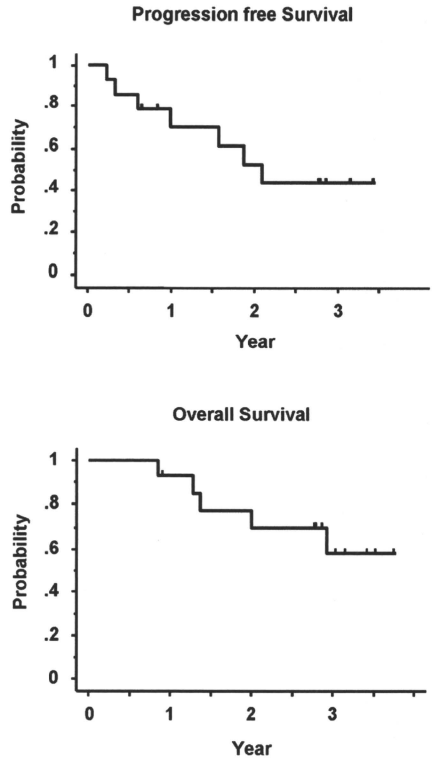 Progression free Survival
1
.8
.6
.4
.2
0
Probability
0 1 2 3
Year
Overall Survival
1
.8
.6
.4
.2
0
Probability
0 1 2 3
Year